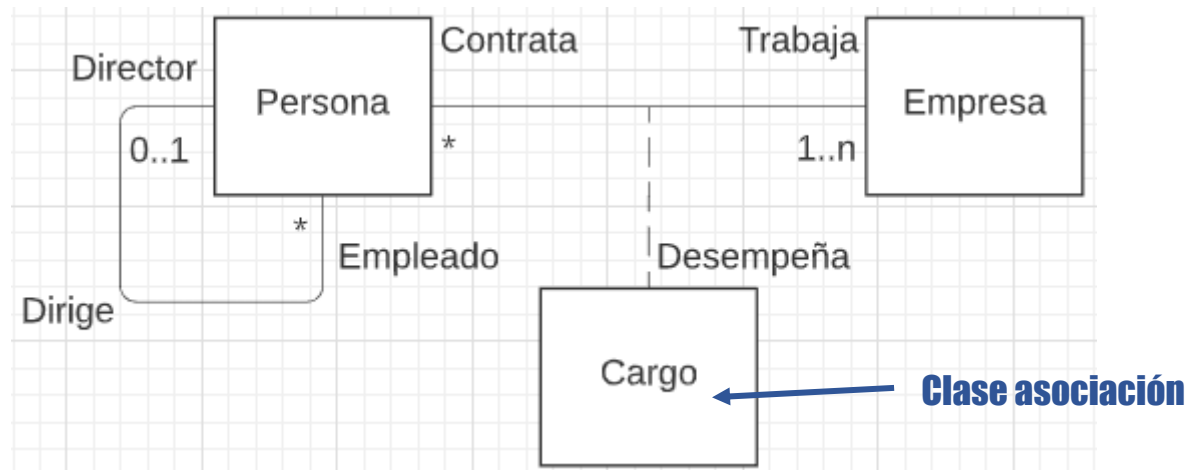 Contrata
Trabaja
Director
Persona
Empresa
0..1
*
1..n
*
Empleado
Desempeña
Dirige
Cargo
Clase asociación